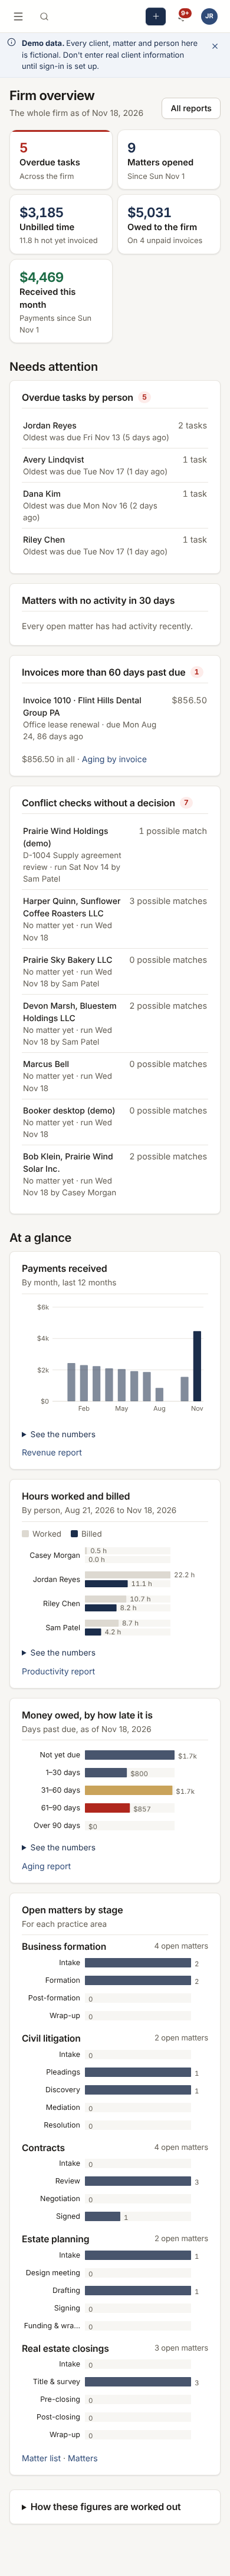 9+
JR
Demo data. Every client, matter and person here
is fictional. Don't enter real client information
until sign-in is set up.
Firm overview
The whole firm as of Nov 18, 2026
All reports
5
Overdue tasks
Across the firm
9
Matters opened
Since Sun Nov 1
$3,185
Unbilled time
11.8 h not yet invoiced
$5,031
Owed to the firm
On 4 unpaid invoices
$4,469
Received this
month
Payments since Sun
Nov 1
Needs attention
Overdue tasks by person 5
Jordan Reyes 2 tasks
Oldest was due Fri Nov 13 (5 days ago)
Avery Lindqvist 1 task
Oldest was due Tue Nov 17 (1 day ago)
Dana Kim 1 task
Oldest was due Mon Nov 16 (2 days
ago)
Riley Chen 1 task
Oldest was due Tue Nov 17 (1 day ago)
Matters with no activity in 30 days
Every open matter has had activity recently.
Invoices more than 60 days past due 1
Invoice 1010 · Flint Hills Dental $856.50
Group PA
Office lease renewal · due Mon Aug
24, 86 days ago
$856.50 in all · Aging by invoice
Conflict checks without a decision 7
Prairie Wind Holdings 1 possible match
(demo)
D-1004 Supply agreement
review · run Sat Nov 14 by
Sam Patel
Harper Quinn, Sunflower 3 possible matches
Coffee Roasters LLC
No matter yet · run Wed
Nov 18
Prairie Sky Bakery LLC 0 possible matches
No matter yet · run Wed
Nov 18 by Sam Patel
Devon Marsh, Bluestem 2 possible matches
Holdings LLC
No matter yet · run Wed
Nov 18 by Sam Patel
Marcus Bell 0 possible matches
No matter yet · run Wed
Nov 18
Booker desktop (demo) 0 possible matches
No matter yet · run Wed
Nov 18
Bob Klein, Prairie Wind 2 possible matches
Solar Inc.
No matter yet · run Wed
Nov 18 by Casey Morgan
At a glance
Payments received
By month, last 12 months
$6k
$4k
$2k
$0
Feb May Aug Nov
See the numbers
Revenue report
Hours worked and billed
By person, Aug 21, 2026 to Nov 18, 2026
Worked Billed
Casey Morgan 0.5 h
0.0 h
Jordan Reyes 22.2 h
11.1 h
Riley Chen 10.7 h
8.2 h
Sam Patel 8.7 h
4.2 h
See the numbers
Productivity report
Money owed, by how late it is
Days past due, as of Nov 18, 2026
Not yet due $1.7k
1–30 days $800
31–60 days $1.7k
61–90 days $857
Over 90 days $0
See the numbers
Aging report
Open matters by stage
For each practice area
Business formation 4 open matters
Intake 2
Formation 2
Post-formation 0
Wrap-up 0
Civil litigation 2 open matters
Intake 0
Pleadings 1
Discovery 1
Mediation 0
Resolution 0
Contracts 4 open matters
Intake 0
Review 3
Negotiation 0
Signed 1
Estate planning 2 open matters
Intake 1
Design meeting 0
Drafting 1
Signing 0
Funding & wra... 0
Real estate closings 3 open matters
Intake 0
Title & survey 3
Pre-closing 0
Post-closing 0
Wrap-up 0
Matter list · Matters
How these figures are worked out